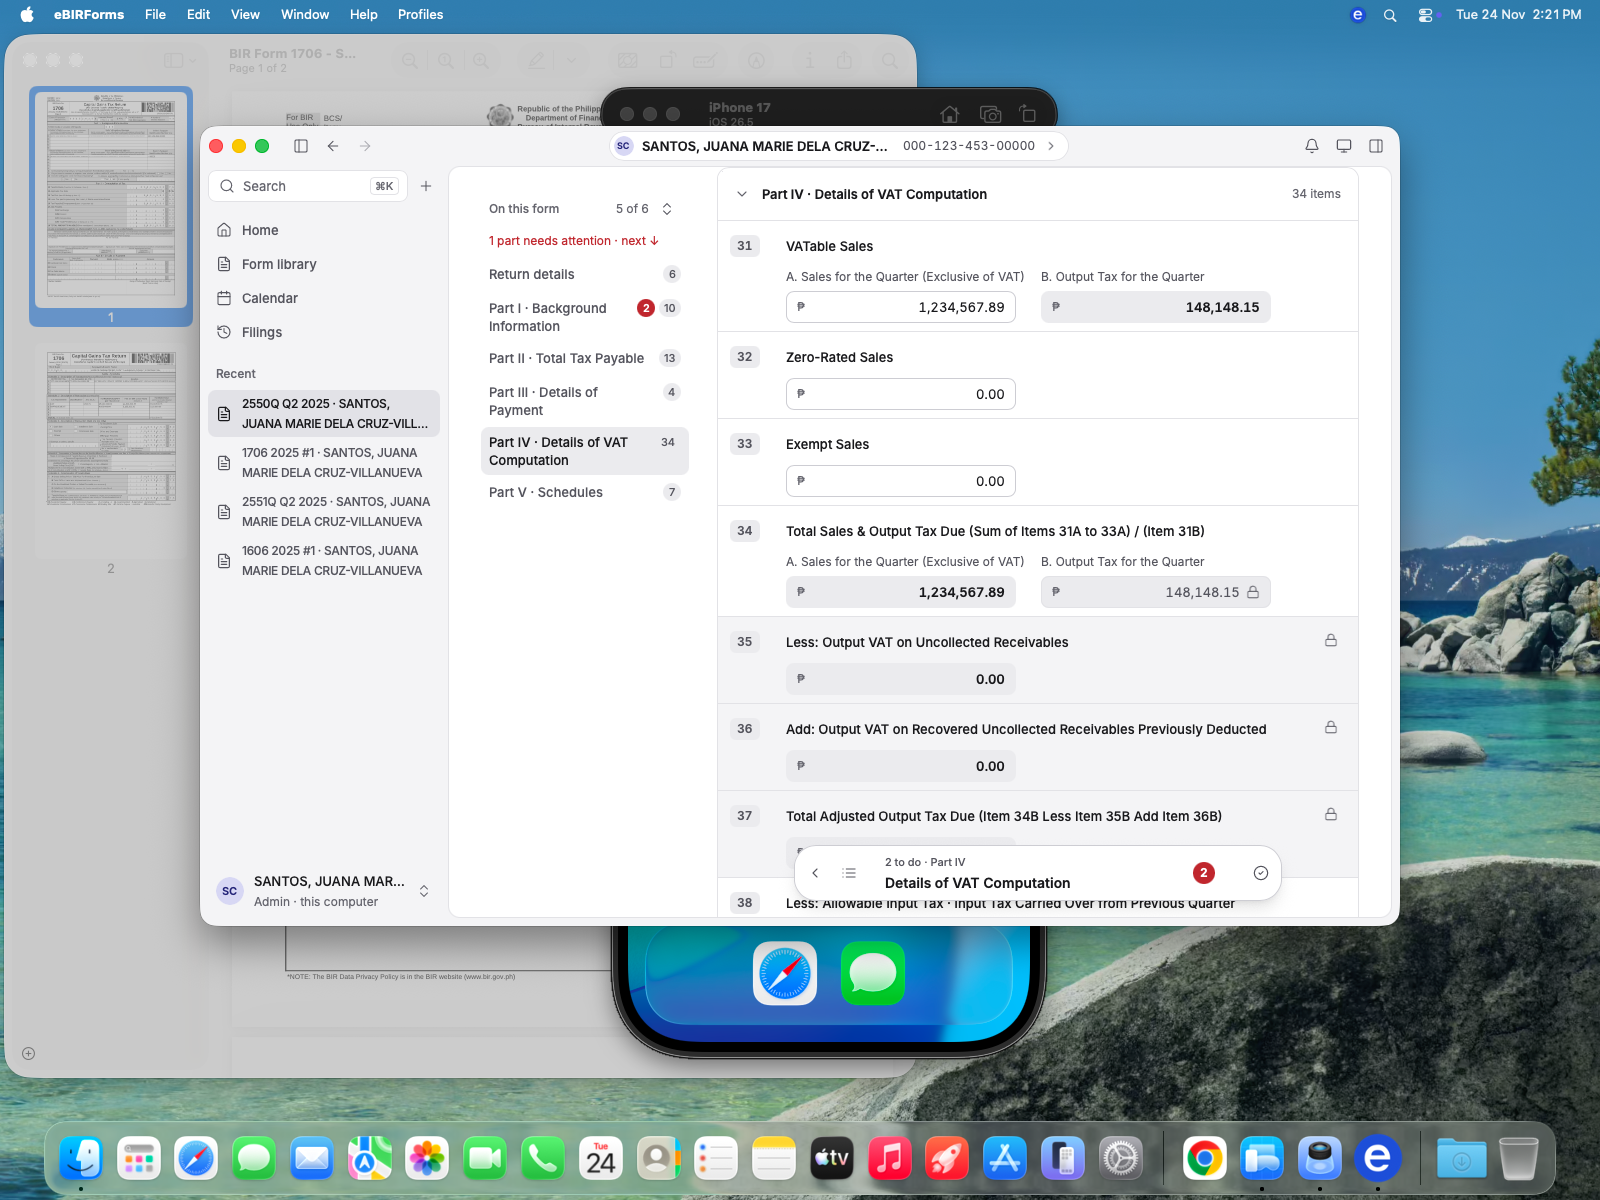 eBIRForms File Edit View Window Help Profiles
Tue 24 Nov 2:21 PM
BIR Form 1706 - S...
Page 1 of 2
For BIR
BCS/
Republic of the Philipp
Department of Finan
iPhone 17
iOS 26.5
1
2
*NOTE: The BIR Data Privacy Policy is in the BIR website (www.bir.gov.ph)
SC SANTOS, JUANA MARIE DELA CRUZ-... 000-123-453-00000
Search ⌘K
Home
Form library
Calendar
Filings
Recent
2550Q Q2 2025 · SANTOS,
JUANA MARIE DELA CRUZ-VILL...
1706 2025 #1 · SANTOS, JUANA
MARIE DELA CRUZ-VILLANUEVA
2551Q Q2 2025 · SANTOS, JUANA
MARIE DELA CRUZ-VILLANUEVA
1606 2025 #1 · SANTOS, JUANA
MARIE DELA CRUZ-VILLANUEVA
SC SANTOS, JUANA MAR...
Admin · this computer
On this form 5 of 6
1 part needs attention · next ↓
Return details 6
Part I · Background
Information 2 10
Part II · Total Tax Payable 13
Part III · Details of
Payment 4
Part IV · Details of VAT
Computation 34
Part V · Schedules 7
Part IV · Details of VAT Computation 34 items
31 VATable Sales
A. Sales for the Quarter (Exclusive of VAT) B. Output Tax for the Quarter
₱ 1,234,567.89 ₱ 148,148.15
32 Zero-Rated Sales
₱ 0.00
33 Exempt Sales
₱ 0.00
34 Total Sales & Output Tax Due (Sum of Items 31A to 33A) / (Item 31B)
A. Sales for the Quarter (Exclusive of VAT) B. Output Tax for the Quarter
₱ 1,234,567.89 ₱ 148,148.15
35 Less: Output VAT on Uncollected Receivables
₱ 0.00
36 Add: Output VAT on Recovered Uncollected Receivables Previously Deducted
₱ 0.00
37 Total Adjusted Output Tax Due (Item 34B Less Item 35B Add Item 36B)
2 to do · Part IV
Details of VAT Computation 2
38 Less: Allowable Input Tax · Input Tax Carried Over from Previous Quarter
Tue
24
tv
e